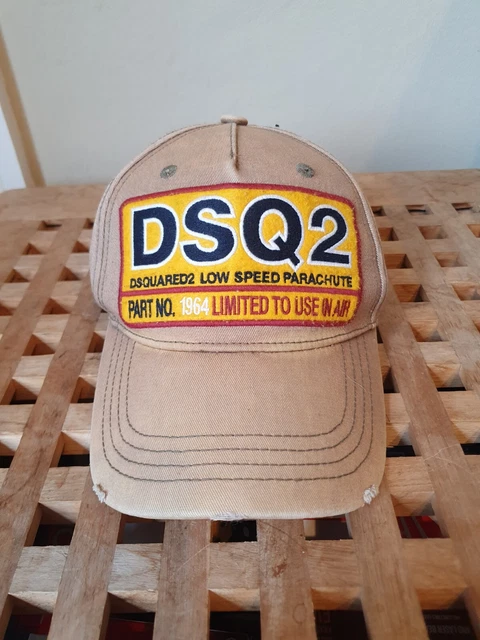 DSQ2
DSQUARED2 LOW SPEED PARACHUTE
PART NO. 1964 LIMITED TO USE IN AIR